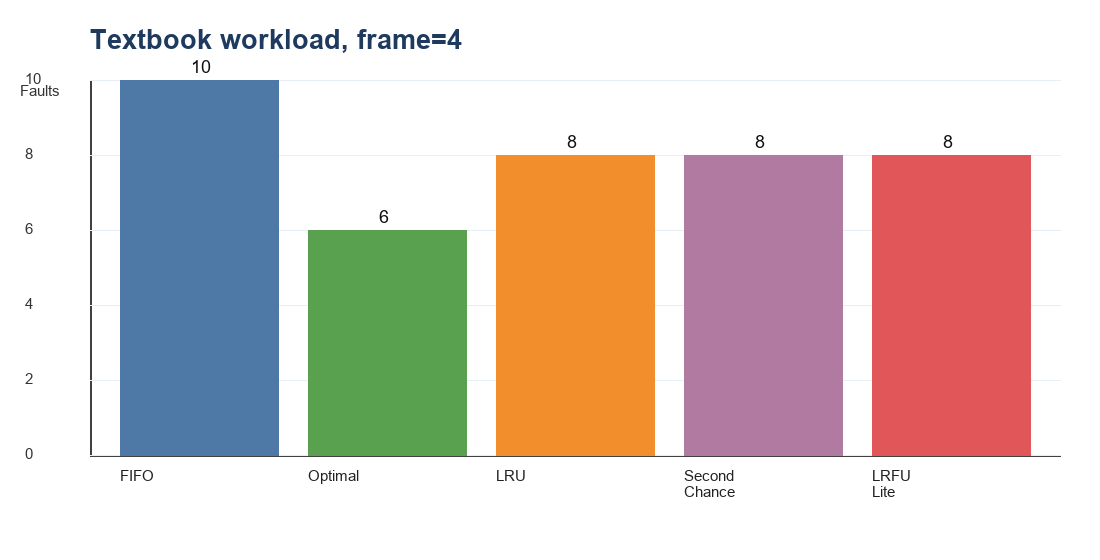 Textbook workload, frame=4
10
10
Faults
8
8
8
8
6
6
4
2
0
FIFO
Optimal
LRU
Second
Chance
LRFU
Lite